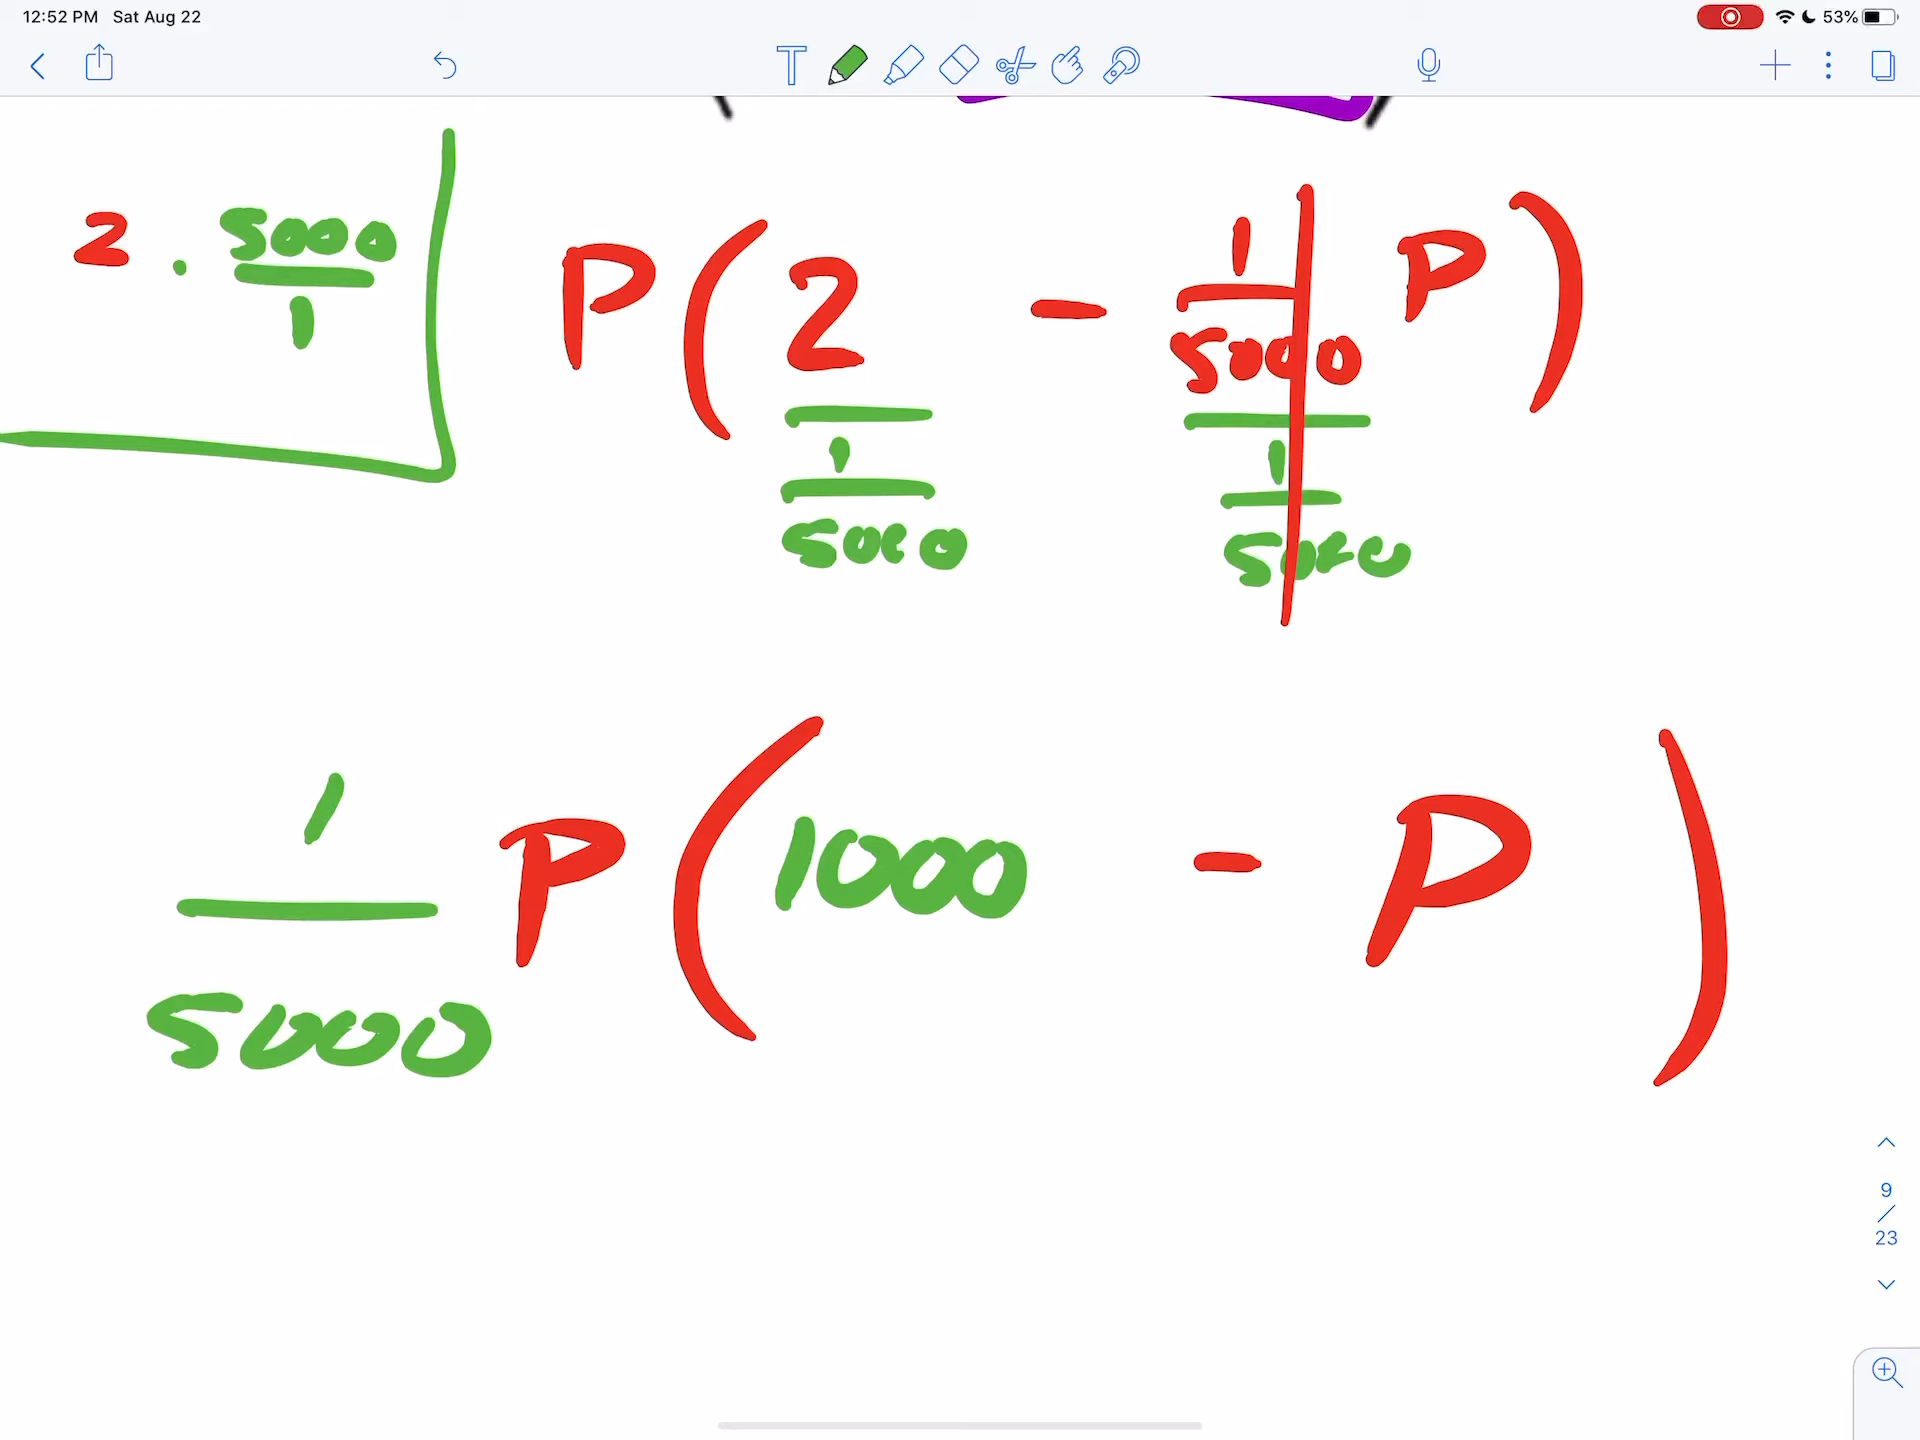 12:52 PM Sat Aug 22 53%
T
2 · 5000/1
P(2 - 1/5000 P)
1/5000 1/5000
1/5000 P(1000 - P)
9
/
23